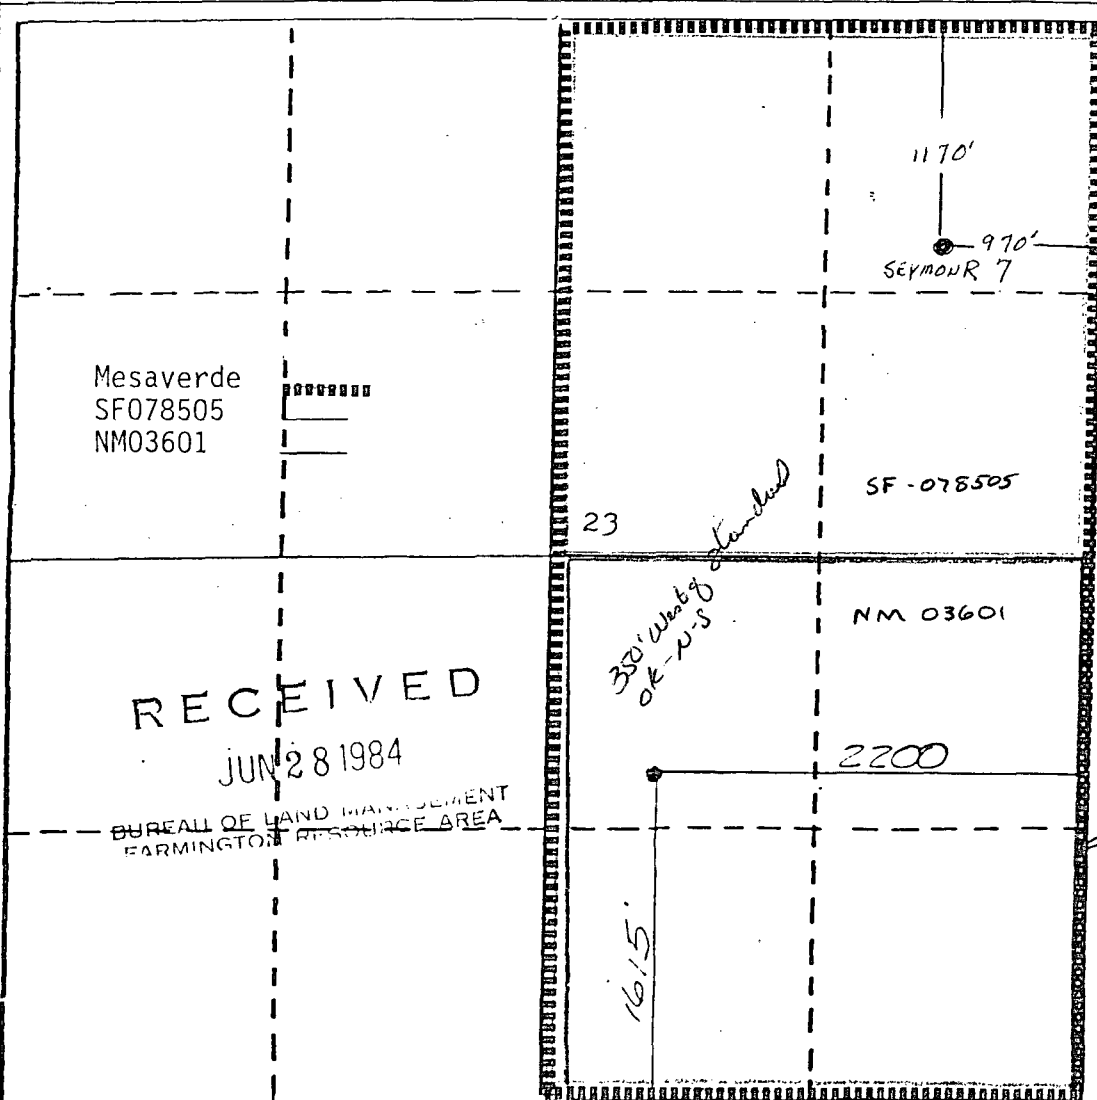 1170'
970'
SEYMOUR 7
Mesaverde
SF078505
NM03601
SF-078505
23
350' West of standard
OK-N-S
NM 03601
RECEIVED
JUN 28 1984
2200
BUREAU OF LAND MANAGEMENT
FARMINGTON RESOURCE AREA
1615'